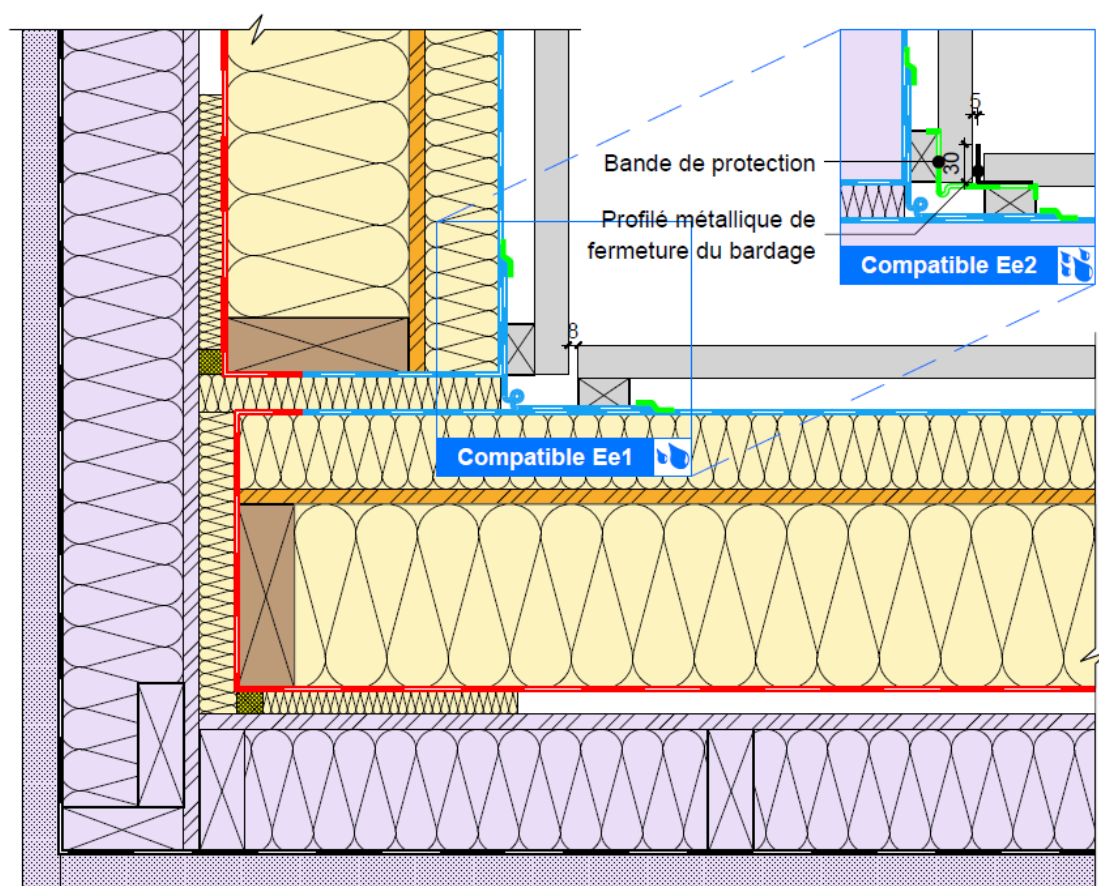 5
30
Bande de protection
Profilé métallique de
fermeture du bardage
Compatible Ee2
8
Compatible Ee1